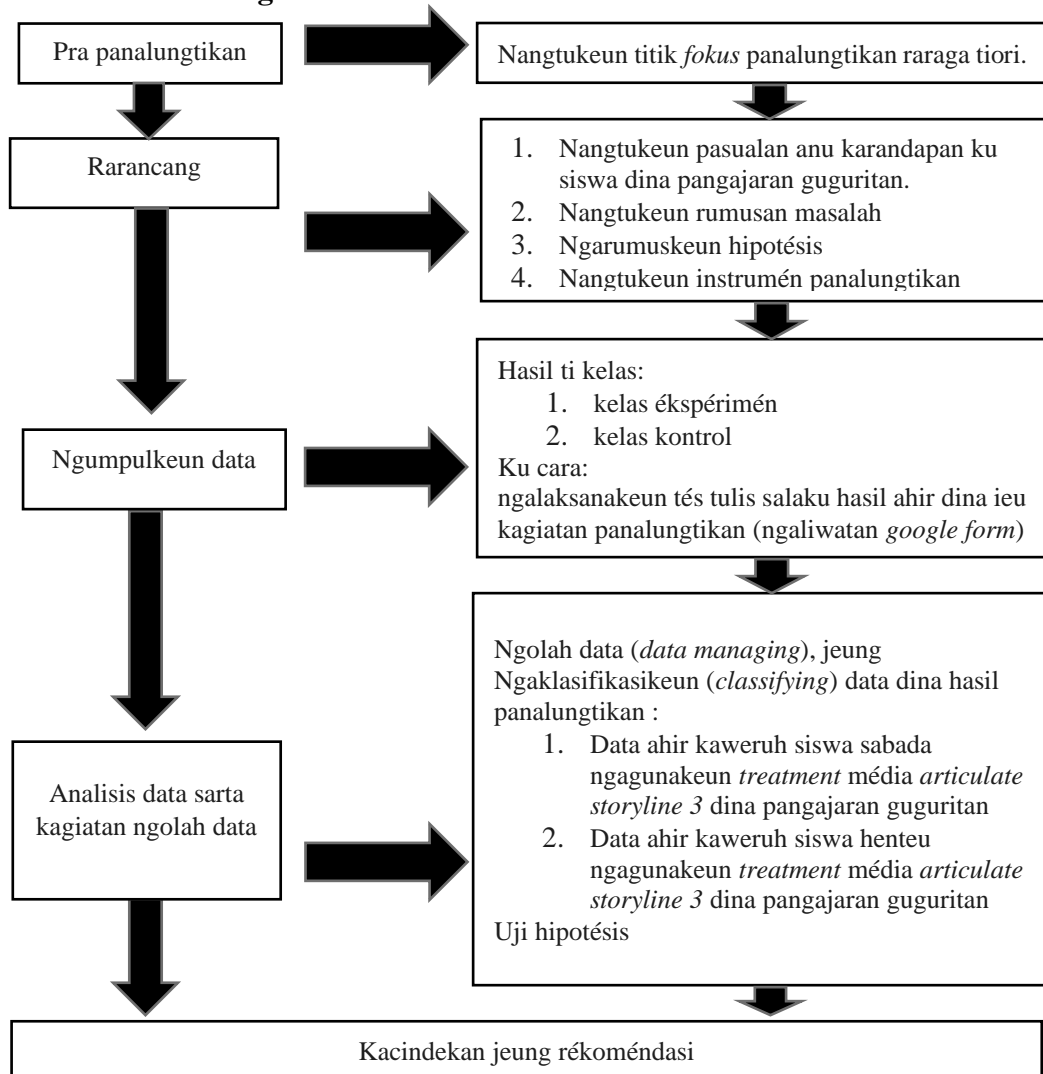 Pra panalungtikan
Nangtukeun titik fokus panalungtikan raraga tiori.
Rarancang
1. Nangtukeun pasualan anu karandapan ku
siswa dina pangajaran guguritan.
2. Nangtukeun rumusan masalah
3. Ngarumuskeun hipotésis
4. Nangtukeun instrumén panalungtikan
Ngumpulkeun data
Hasil ti kelas:
1. kelas ékspérimén
2. kelas kontrol
Ku cara:
ngalaksanakeun tés tulis salaku hasil ahir dina ieu
kagiatan panalungtikan (ngaliwatan google form)
Analisis data sarta
kagiatan ngolah data
Ngolah data (data managing), jeung
Ngaklasifikasikeun (classifying) data dina hasil
panalungtikan :
1. Data ahir kaweruh siswa sabada
ngagunakeun treatment média articulate
storyline 3 dina pangajaran guguritan
2. Data ahir kaweruh siswa henteu
ngagunakeun treatment média articulate
storyline 3 dina pangajaran guguritan
Uji hipotésis
Kacindekan jeung rékoméndasi